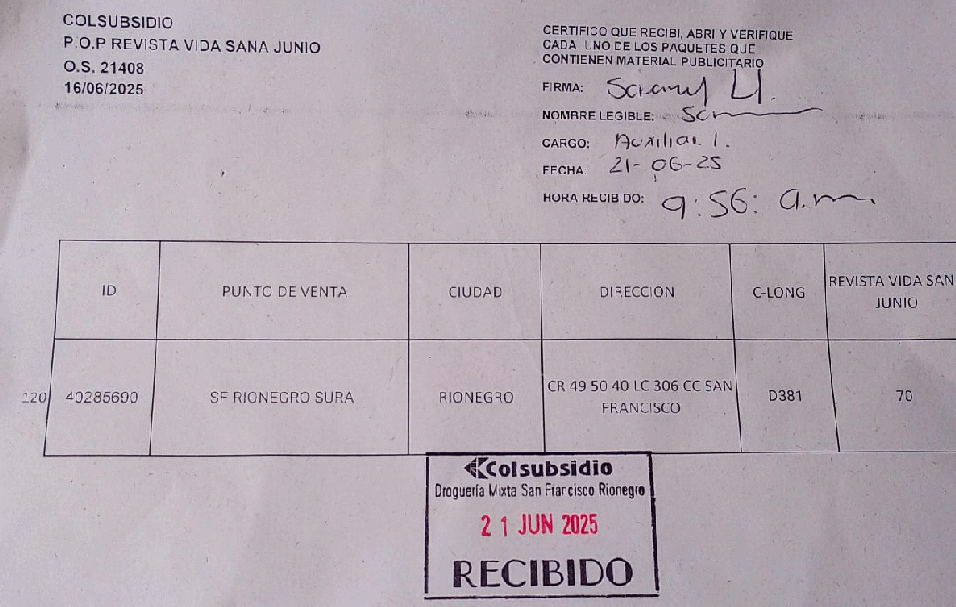 COLSUBSIDIO
P.O.P REVISTA VIDA SANA JUNIO
O.S. 21408
16/06/2025
CERTIFICO QUE RECIBI, ABRI Y VERIFIQUE
CADA UNO DE LOS PAQUETES QUE
CONTIENEN MATERIAL PUBLICITARIO
FIRMA:
NOMBRE LEGIBLE:
CARGO: Auxiliar 1.
FECHA 21-06-25
HORA RECIBIDO: 9:56: a.m.
ID PUNTO DE VENTA CIUDAD DIRECCION C-LONG REVISTA VIDA SAN
JUNIO
SF RIONEGRO SURA RIONEGRO CR 49 50 40 LC 306 CC SAN D381 70
FRANCISCO
Colsubsidio
Droguería Mixta San Francisco Rionegro
21 JUN 2025
RECIBIDO